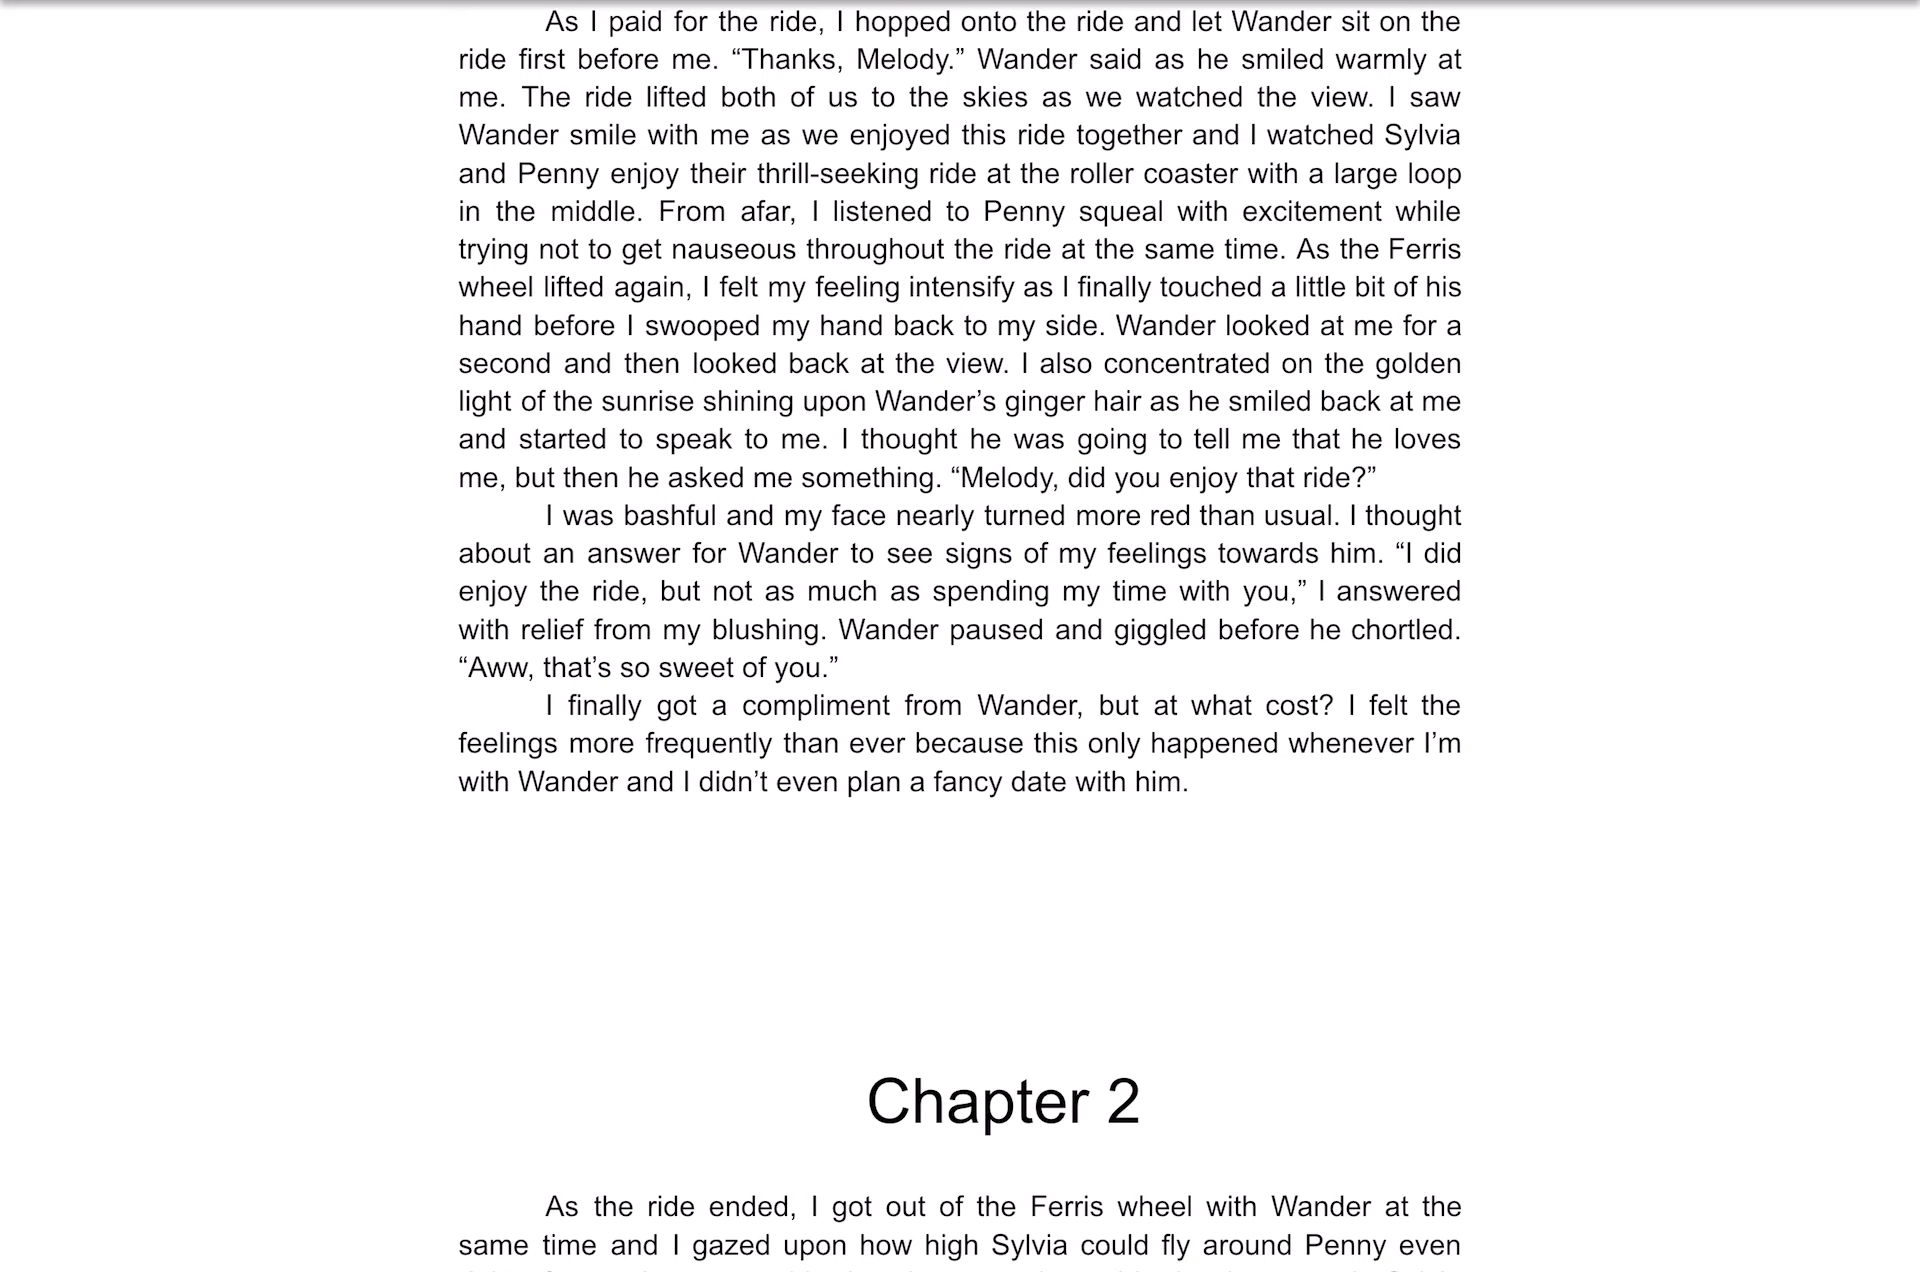 As I paid for the ride, I hopped onto the ride and let Wander sit on the
ride first before me. “Thanks, Melody.” Wander said as he smiled warmly at
me. The ride lifted both of us to the skies as we watched the view. I saw
Wander smile with me as we enjoyed this ride together and I watched Sylvia
and Penny enjoy their thrill-seeking ride at the roller coaster with a large loop
in the middle. From afar, I listened to Penny squeal with excitement while
trying not to get nauseous throughout the ride at the same time. As the Ferris
wheel lifted again, I felt my feeling intensify as I finally touched a little bit of his
hand before I swooped my hand back to my side. Wander looked at me for a
second and then looked back at the view. I also concentrated on the golden
light of the sunrise shining upon Wander’s ginger hair as he smiled back at me
and started to speak to me. I thought he was going to tell me that he loves
me, but then he asked me something. “Melody, did you enjoy that ride?”
I was bashful and my face nearly turned more red than usual. I thought
about an answer for Wander to see signs of my feelings towards him. “I did
enjoy the ride, but not as much as spending my time with you,” I answered
with relief from my blushing. Wander paused and giggled before he chortled.
“Aww, that’s so sweet of you.”
I finally got a compliment from Wander, but at what cost? I felt the
feelings more frequently than ever because this only happened whenever I’m
with Wander and I didn’t even plan a fancy date with him.
Chapter 2
As the ride ended, I got out of the Ferris wheel with Wander at the
same time and I gazed upon how high Sylvia could fly around Penny even